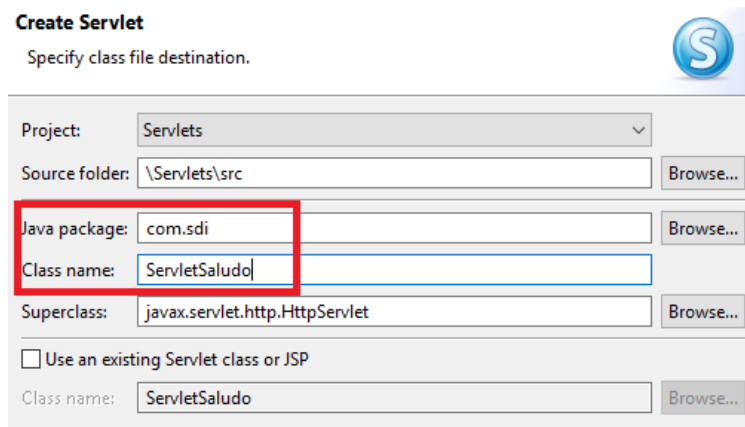 Create Servlet
Specify class file destination.
S
Project: Servlets
Source folder: \Servlets\src Browse...
Java package: com.sdi Browse...
Class name: ServletSaludo
Superclass: javax.servlet.http.HttpServlet Browse...
Use an existing Servlet class or JSP
Class name: ServletSaludo Browse...